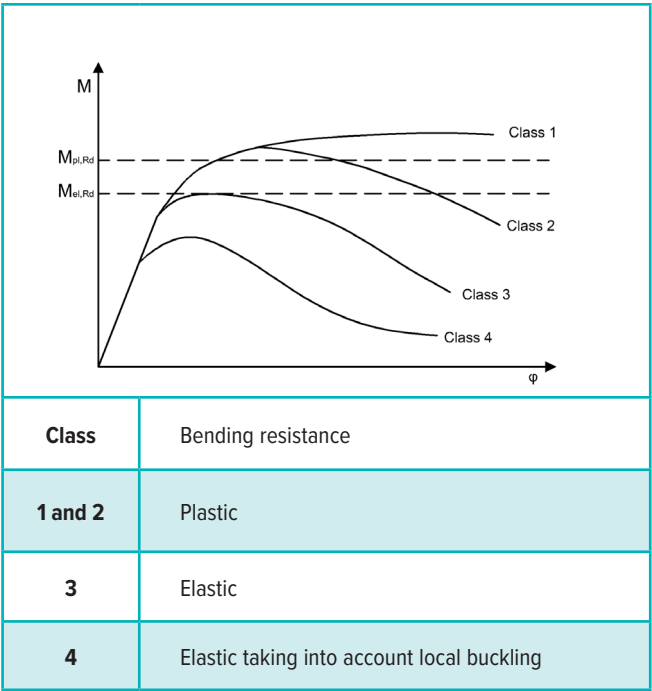 M
Mpl,Rd
Mel,Rd
Class 1
Class 2
Class 3
Class 4
φ
Class Bending resistance
1 and 2 Plastic
3 Elastic
4 Elastic taking into account local buckling